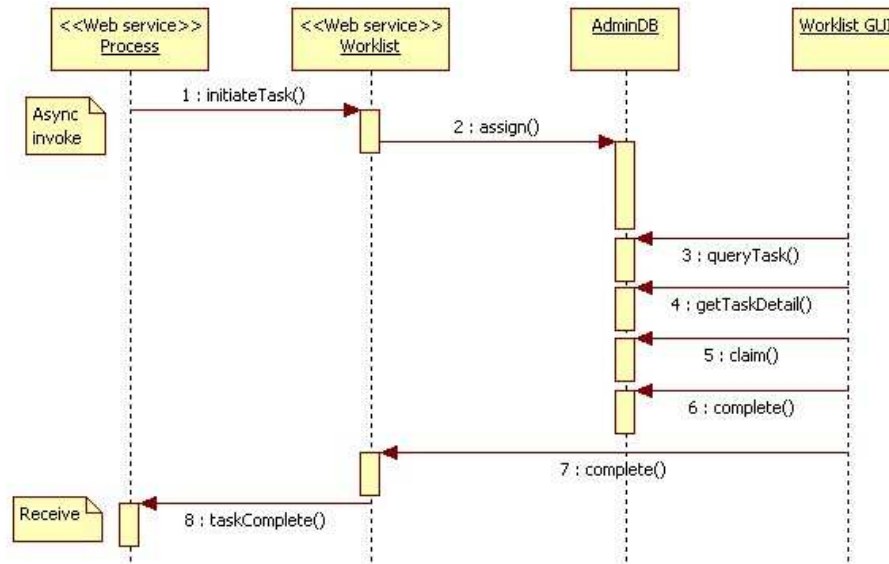 <<Web service>>
Process
<<Web service>>
Worklist
AdminDB
Worklist GUI
Async
invoke
1 : initiateTask()
2 : assign()
3 : queryTask()
4 : getTaskDetail()
5 : claim()
6 : complete()
7 : complete()
Receive
8 : taskComplete()